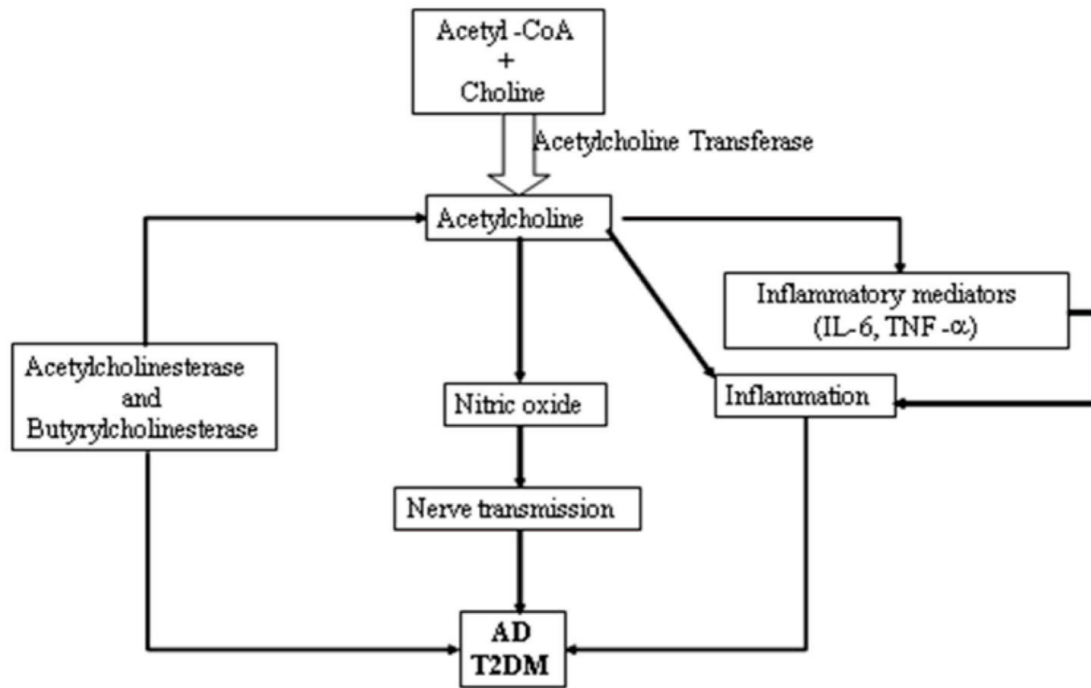 Acetyl -CoA
+
Choline
Acetylcholine Transferase
Acetylcholine
Inflammatory mediators
(IL-6, TNF -α)
Acetylcholinesterase
and
Butyrylcholinesterase
Nitric oxide
Inflammation
Nerve transmission
AD
T2DM